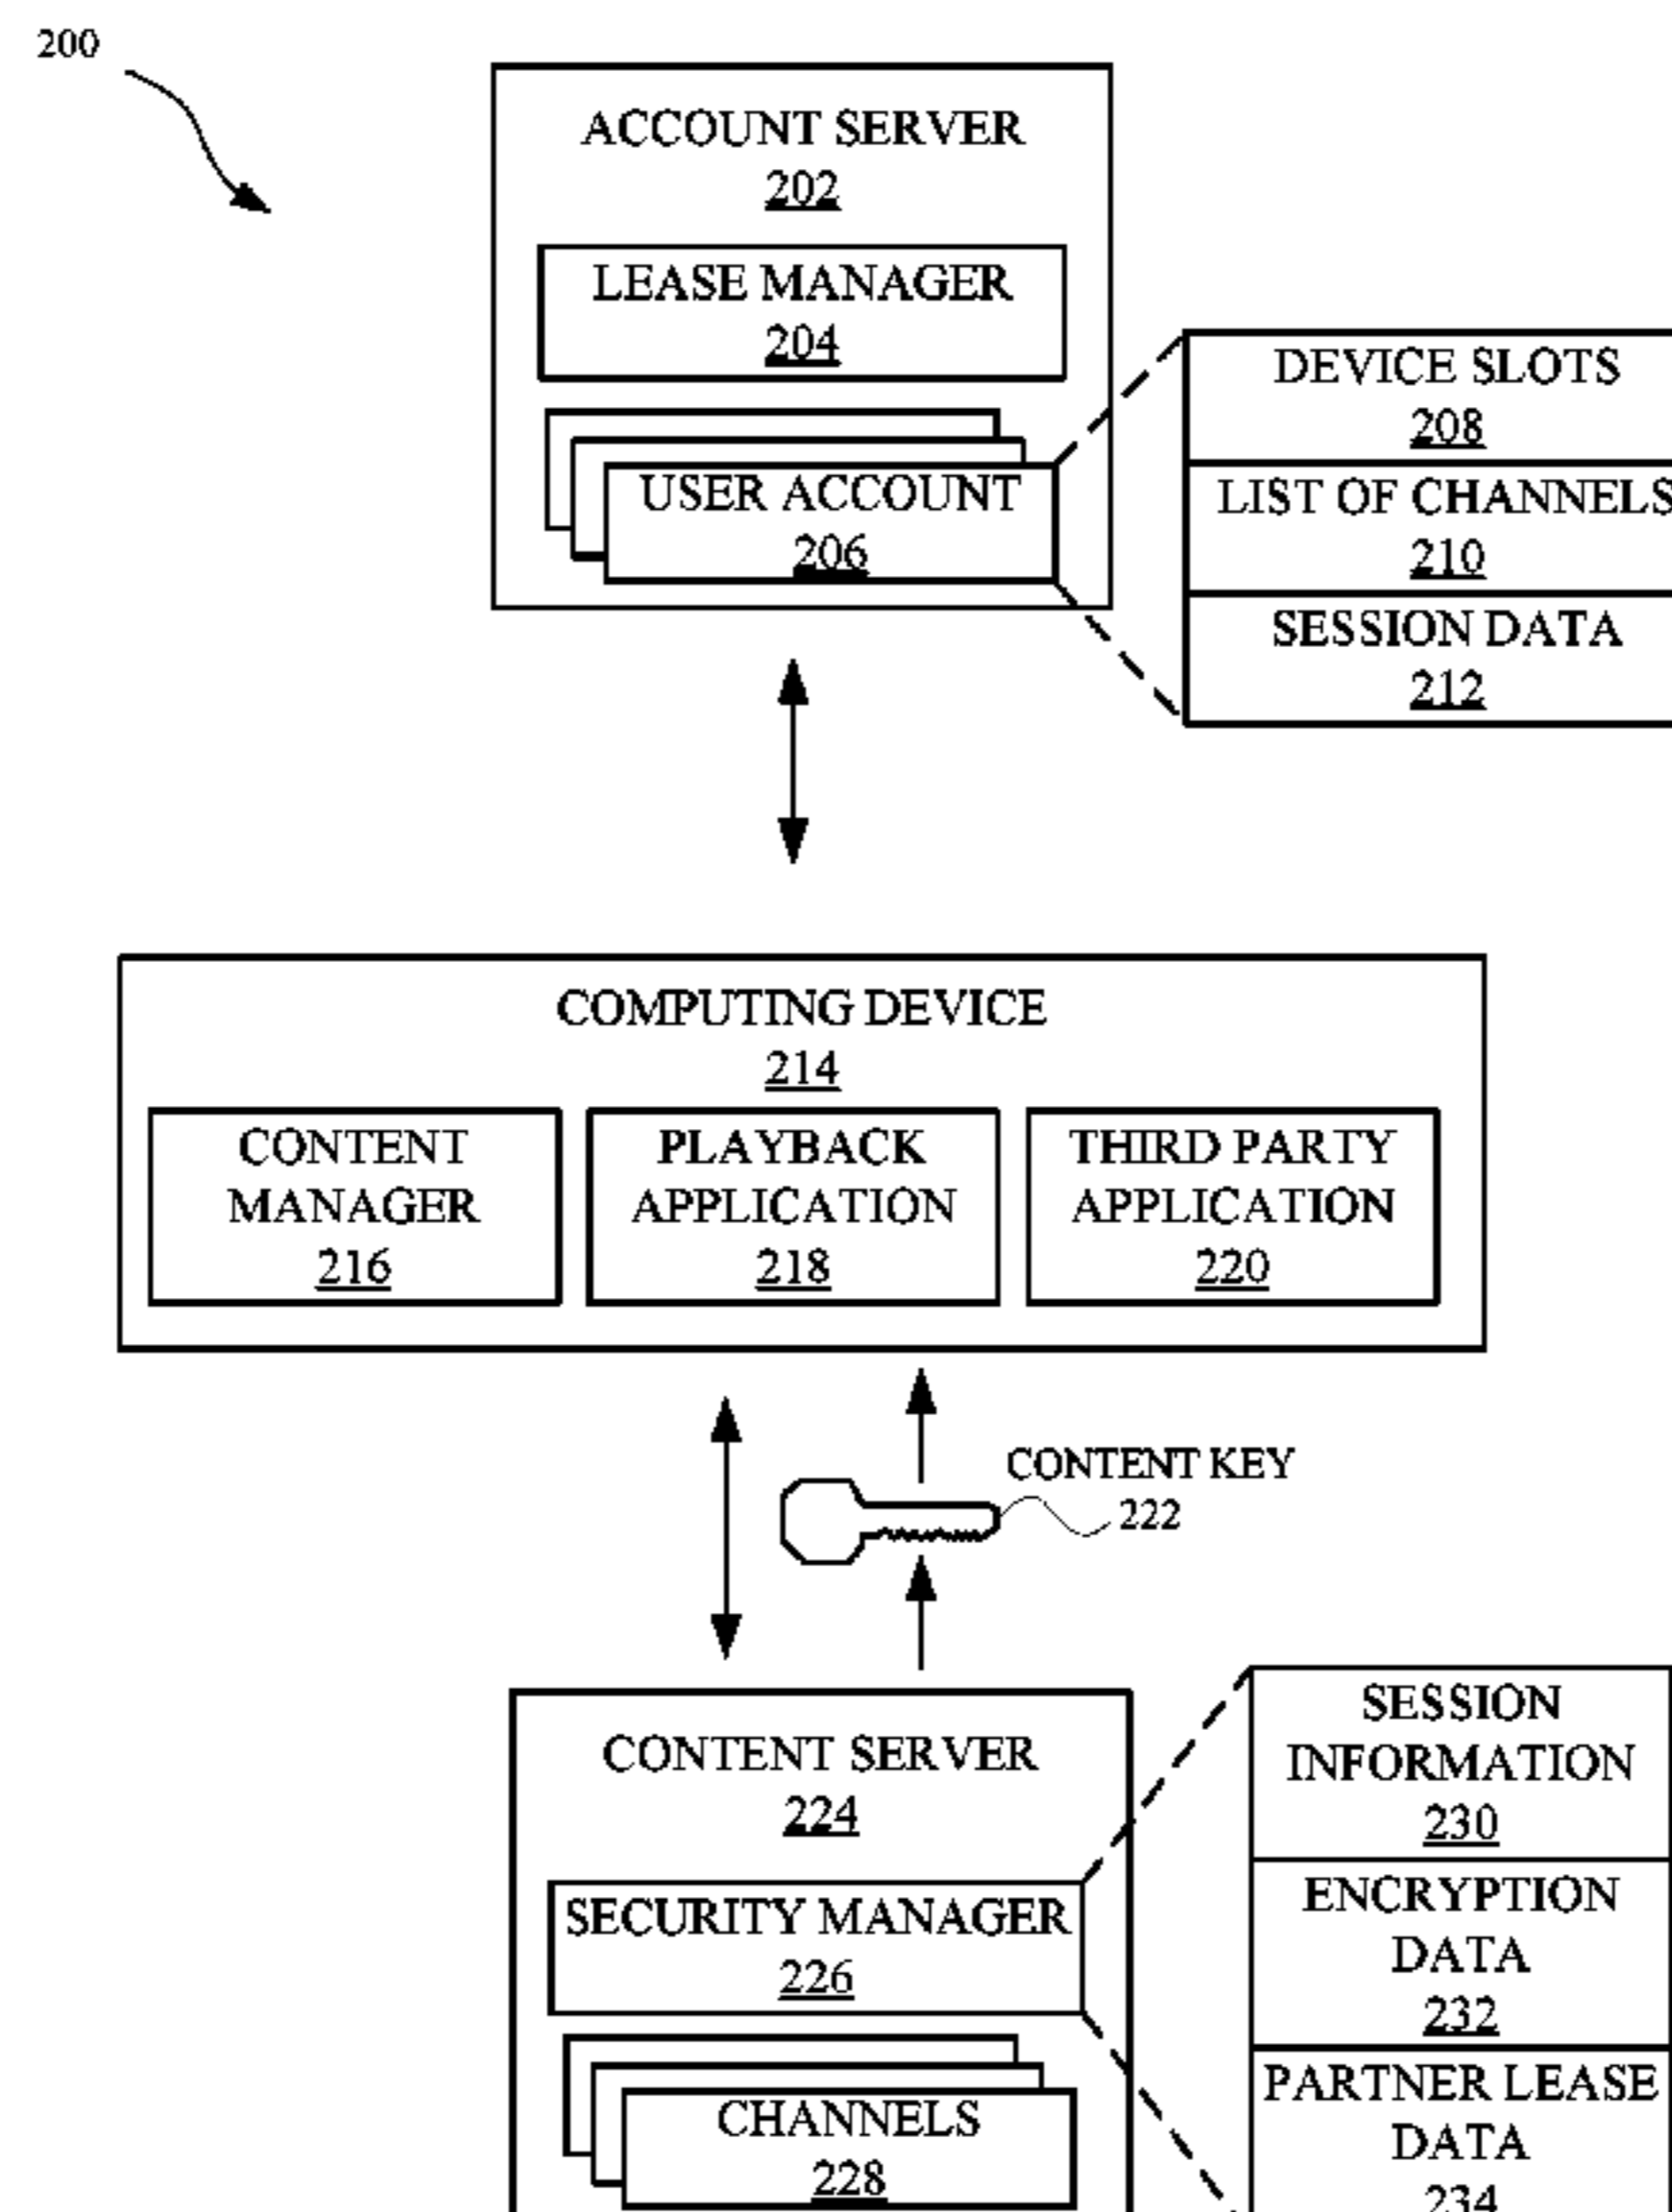 200
ACCOUNT SERVER
202
LEASE MANAGER
204
USER ACCOUNT
206
DEVICE SLOTS
208
LIST OF CHANNELS
210
SESSION DATA
212
COMPUTING DEVICE
214
CONTENT
MANAGER
216
PLAYBACK
APPLICATION
218
THIRD PARTY
APPLICATION
220
CONTENT KEY
222
CONTENT SERVER
224
SECURITY MANAGER
226
CHANNELS
228
SESSION
INFORMATION
230
ENCRYPTION
DATA
232
PARTNER LEASE
DATA
234